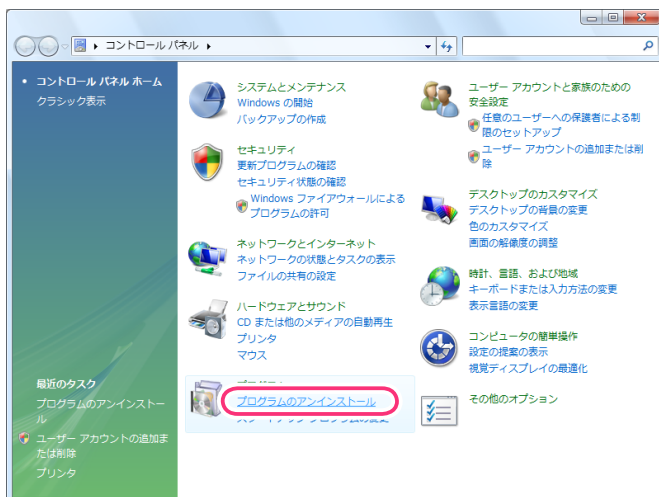 コントロール パネル
コントロール パネル ホーム
クラシック表示
システムとメンテナンス
Windows の開始
バックアップの作成
セキュリティ
更新プログラムの確認
セキュリティ状態の確認
Windows ファイアウォールによる
プログラムの許可
ネットワークとインターネット
ネットワークの状態とタスクの表示
ファイルの共有の設定
ハードウェアとサウンド
CD または他のメディアの自動再生
プリンタ
マウス
プログラムのアンインストール
ユーザー アカウントと家族のための
安全設定
任意のユーザーへの保護者による制
限のセットアップ
ユーザー アカウントの追加または削
除
デスクトップのカスタマイズ
デスクトップの背景の変更
色のカスタマイズ
画面の解像度の調整
時計、言語、および地域
キーボードまたは入力方法の変更
表示言語の変更
コンピュータの簡単操作
設定の提案の表示
視覚ディスプレイの最適化
その他のオプション
最近のタスク
プログラムのアンインストー
ル
ユーザー アカウントの追加ま
たは削除
プリンタ